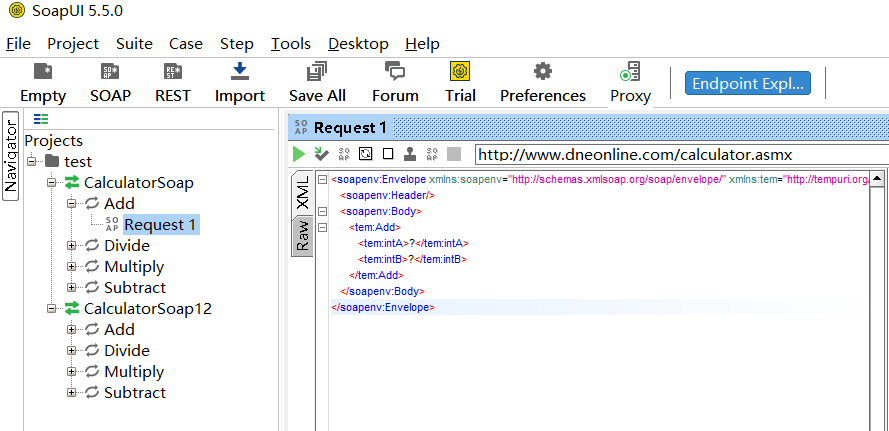 SoapUI 5.5.0
File Project Suite Case Step Tools Desktop Help
Empty SOAP REST Import Save All Forum Trial Preferences Proxy Endpoint Expl...
Navigator
Projects
test
CalculatorSoap
Add
Request 1
Divide
Multiply
Subtract
CalculatorSoap12
Add
Divide
Multiply
Subtract
Request 1
http://www.dneonline.com/calculator.asmx
XML
Raw
<soapenv:Envelope xmlns:soapenv="http://schemas.xmlsoap.org/soap/envelope/" xmlns:tem="http://tempuri.org/
<soapenv:Header/>
<soapenv:Body>
<tem:Add>
<tem:intA>?</tem:intA>
<tem:intB>?</tem:intB>
</tem:Add>
</soapenv:Body>
</soapenv:Envelope>